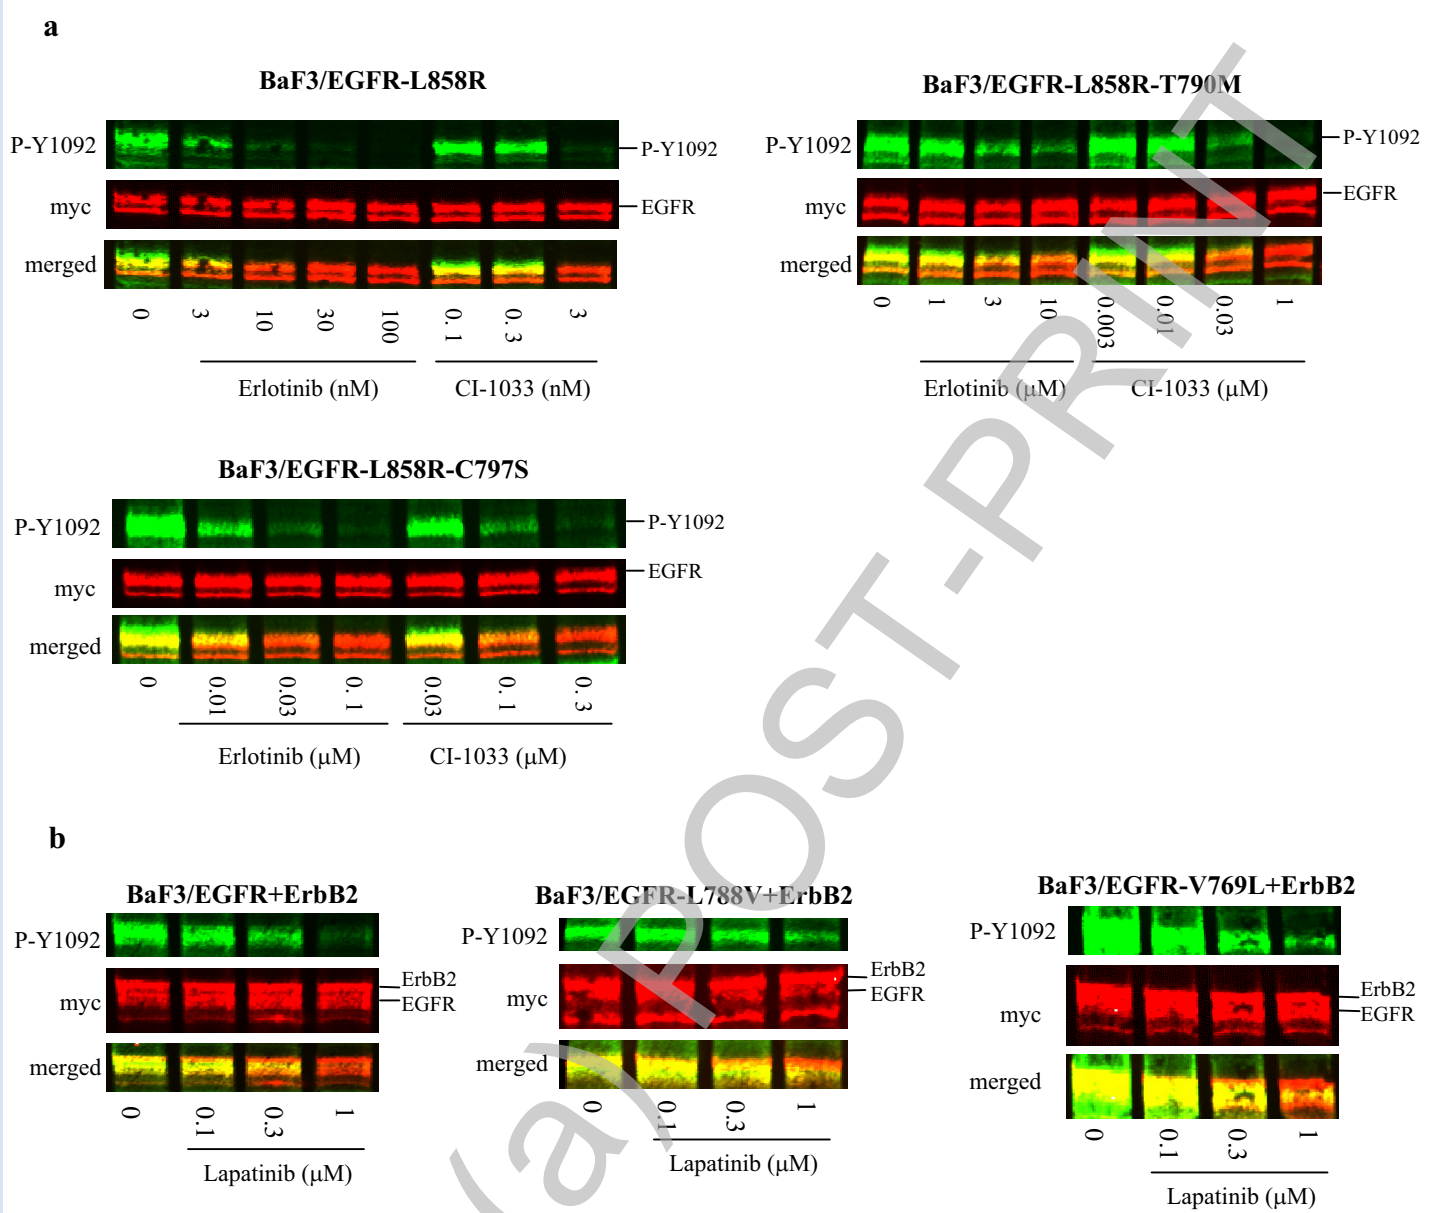 a
BaF3/EGFR-L858R
P-Y1092
P-Y1092
myc
EGFR
merged
0 3 10 30 100 0.1 0.3 3
Erlotinib (nM) CI-1033 (nM)
BaF3/EGFR-L858R-T790M
P-Y1092
P-Y1092
myc
EGFR
merged
0 1 3 10 0.003 0.01 0.03 1
Erlotinib (μM) CI-1033 (μM)
BaF3/EGFR-L858R-C797S
P-Y1092
P-Y1092
myc
EGFR
merged
0 0.01 0.03 0.1 0.03 0.1 0.3
Erlotinib (μM) CI-1033 (μM)
b
BaF3/EGFR+ErbB2
P-Y1092
myc
ErbB2
EGFR
merged
0 0.1 0.3 1
Lapatinib (μM)
BaF3/EGFR-L788V+ErbB2
P-Y1092
myc
ErbB2
EGFR
merged
0 0.1 0.3 1
Lapatinib (μM)
BaF3/EGFR-V769L+ErbB2
P-Y1092
myc
ErbB2
EGFR
merged
0 0.1 0.3 1
Lapatinib (μM)
(a) POST-PRINT